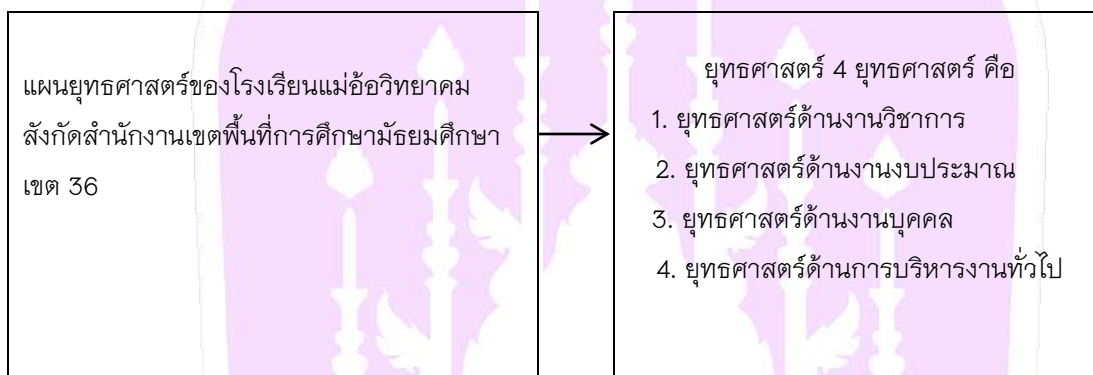 แผนยุทธศาสตร์ของโรงเรียนแม่อ้อวิทยาคม
สังกัดสำนักงานเขตพื้นที่การศึกษามัธยมศึกษา
เขต 36
ยุทธศาสตร์ 4 ยุทธศาสตร์ คือ
1. ยุทธศาสตร์ด้านงานวิชาการ
2. ยุทธศาสตร์ด้านงานงบประมาณ
3. ยุทธศาสตร์ด้านงานบุคคล
4. ยุทธศาสตร์ด้านการบริหารงานทั่วไป